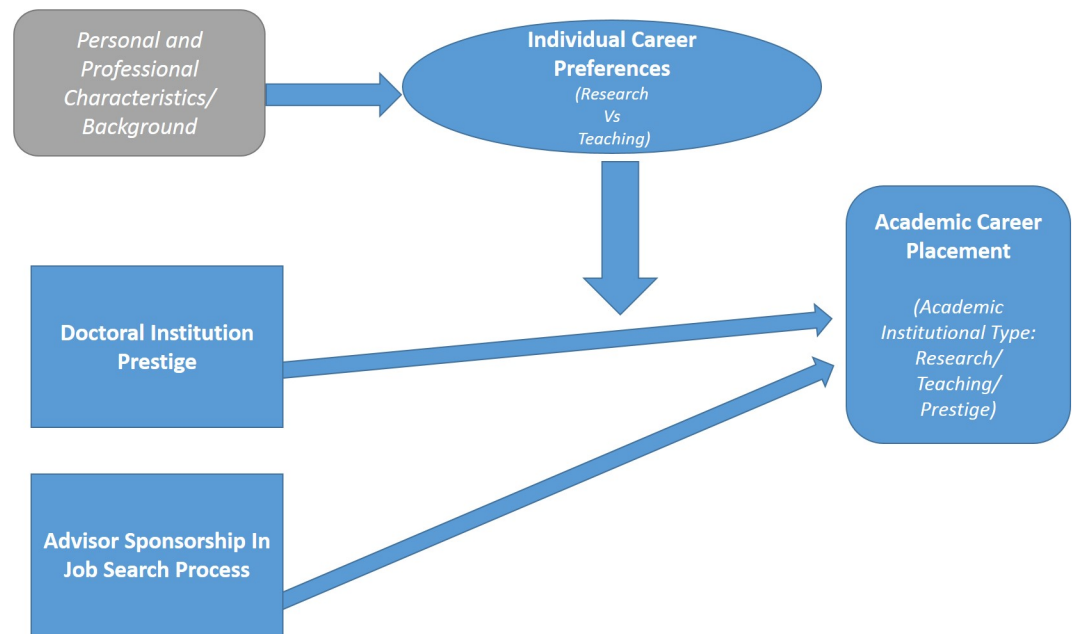 Personal and
Professional
Characteristics/
Background
Individual Career
Preferences
(Research
Vs
Teaching)
Academic Career
Placement
(Academic
Institutional Type:
Research/
Teaching/
Prestige)
Doctoral Institution
Prestige
Advisor Sponsorship In
Job Search Process